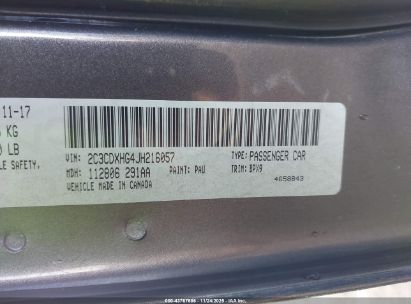 11-17
KG
LB
LE SAFETY,
VIN: 2C3CDXHG4JH216057
TYPE: PASSENGER CAR
MDH: 112806 291AA
PAINT: PAU
TRIM: BPX9
VEHICLE MADE IN CANADA
4658843